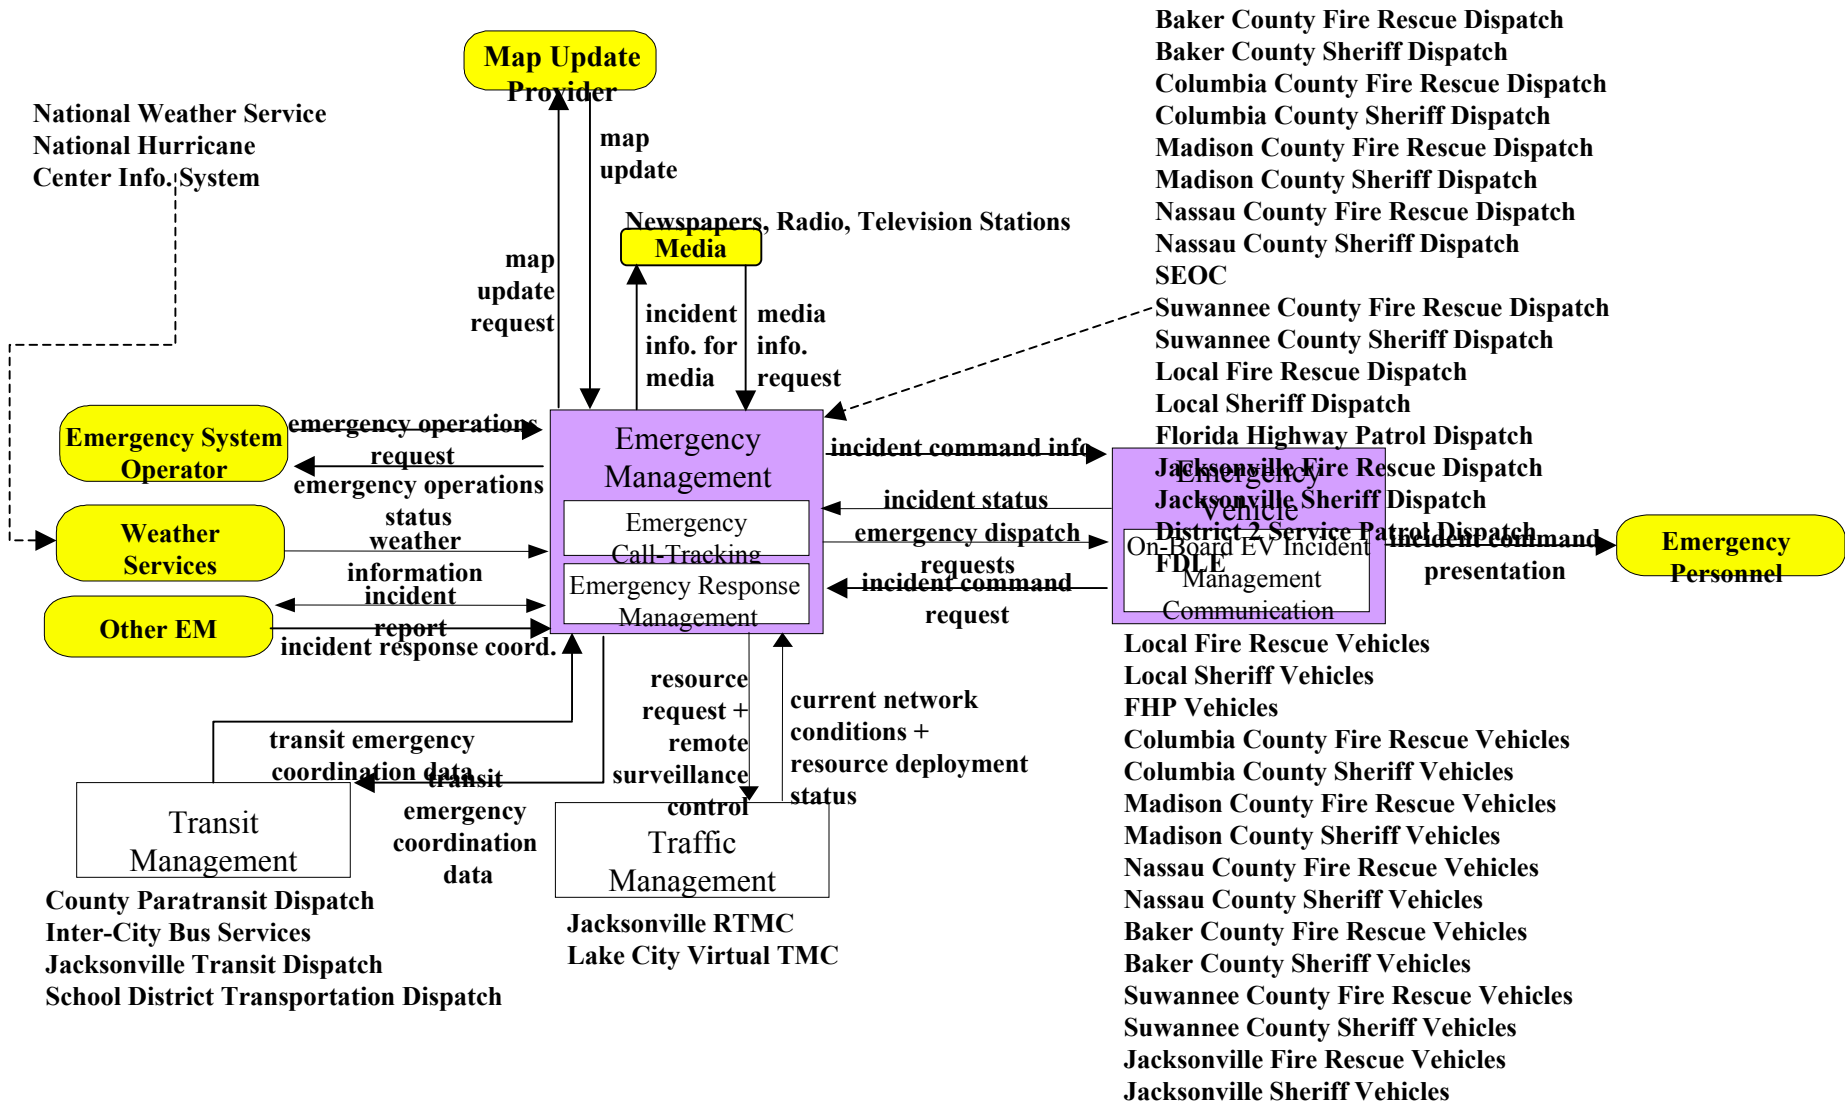 Baker County Fire Rescue Dispatch
Baker County Sheriff Dispatch
Columbia County Fire Rescue Dispatch
Columbia County Sheriff Dispatch
Madison County Fire Rescue Dispatch
Madison County Sheriff Dispatch
Nassau County Fire Rescue Dispatch
Nassau County Sheriff Dispatch
SEOC
Suwannee County Fire Rescue Dispatch
Suwannee County Sheriff Dispatch
Local Fire Rescue Dispatch
Local Sheriff Dispatch
Florida Highway Patrol Dispatch
Jacksonville Fire Rescue Dispatch
Jacksonville Sheriff Dispatch
District 2 Service Patrol Dispatch
FDLE
Map Update
Provider
National Weather Service
National Hurricane
Center Info. System
map
update
map
update
request
Newspapers, Radio, Television Stations
Media
incident
info. for
media
media
info.
request
Emergency System
Operator
emergency operations
request
emergency operations
status
Weather
Services
weather
information
Other EM
incident
report
incident response coord.
Emergency
Management
Emergency
Call-Tracking
Emergency Response
Management
incident command info
incident status
emergency dispatch
requests
incident command
request
Emergency
Vehicle
On-Board EV Incident
Management
Communication
incident command
presentation
Emergency
Personnel
transit emergency
coordination data
transit
emergency
coordination
data
resource
request +
remote
surveillance
control
current network
conditions +
resource deployment
status
Transit
Management
County Paratransit Dispatch
Inter-City Bus Services
Jacksonville Transit Dispatch
School District Transportation Dispatch
Traffic
Management
Jacksonville RTMC
Lake City Virtual TMC
Local Fire Rescue Vehicles
Local Sheriff Vehicles
FHP Vehicles
Columbia County Fire Rescue Vehicles
Columbia County Sheriff Vehicles
Madison County Fire Rescue Vehicles
Madison County Sheriff Vehicles
Nassau County Fire Rescue Vehicles
Nassau County Sheriff Vehicles
Baker County Fire Rescue Vehicles
Baker County Sheriff Vehicles
Suwannee County Fire Rescue Vehicles
Suwannee County Sheriff Vehicles
Jacksonville Fire Rescue Vehicles
Jacksonville Sheriff Vehicles